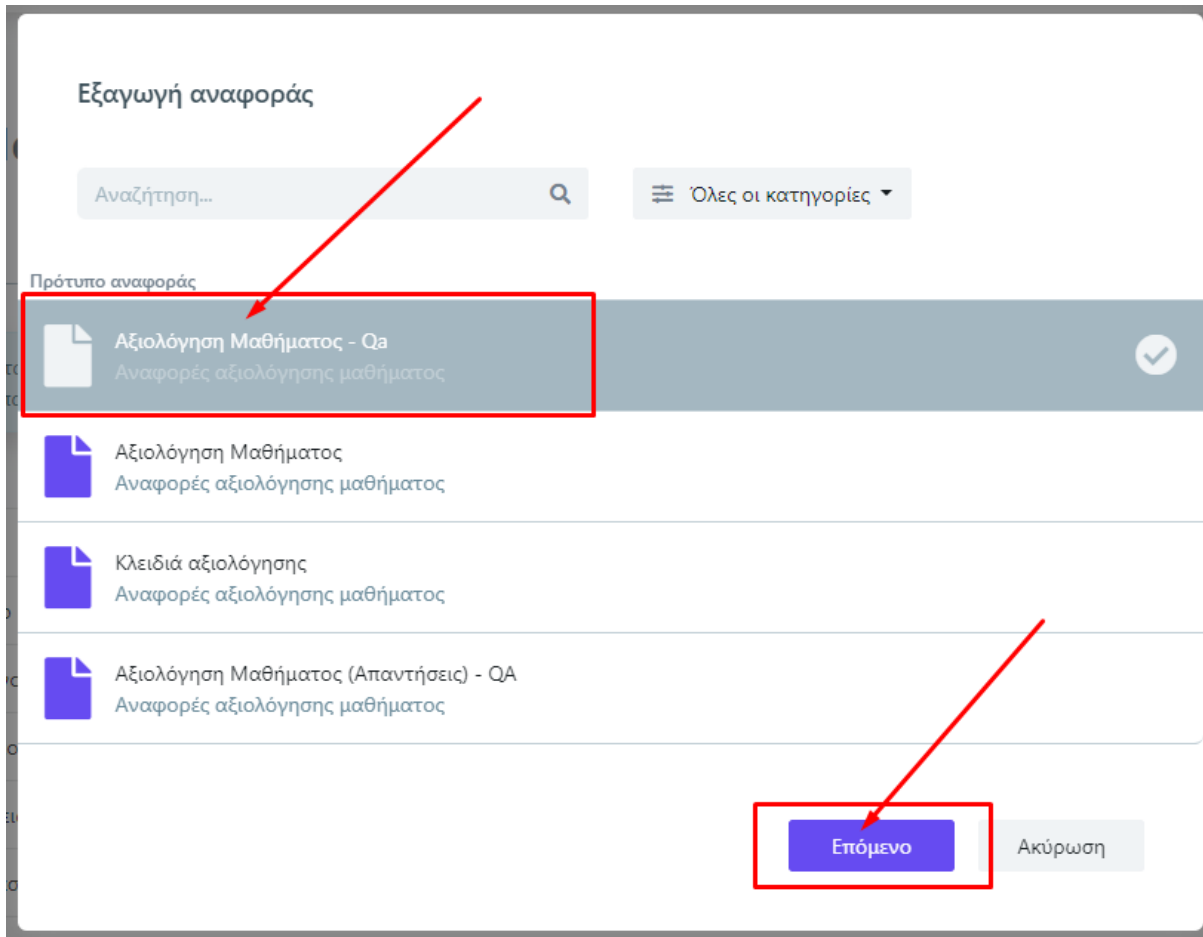 Εξαγωγή αναφοράς
Αναζήτηση...
Όλες οι κατηγορίες
Πρότυπο αναφοράς
Αξιολόγηση Μαθήματος - Qa
Αναφορές αξιολόγησης μαθήματος
Αξιολόγηση Μαθήματος
Αναφορές αξιολόγησης μαθήματος
Κλειδιά αξιολόγησης
Αναφορές αξιολόγησης μαθήματος
Αξιολόγηση Μαθήματος (Απαντήσεις) - QA
Αναφορές αξιολόγησης μαθήματος
Επόμενο
Ακύρωση